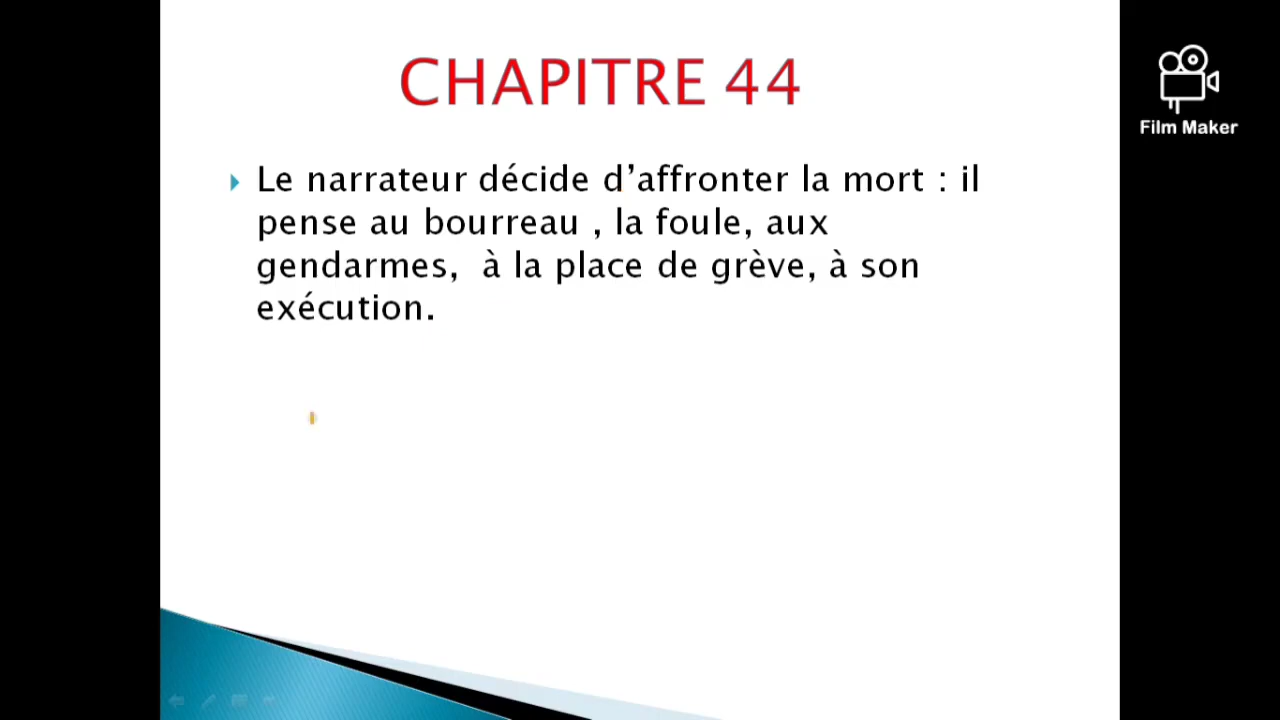 CHAPITRE 44
Le narrateur décide d’affronter la mort : il
pense au bourreau , la foule, aux
gendarmes,  à la place de grève, à son
exécution.
Film Maker